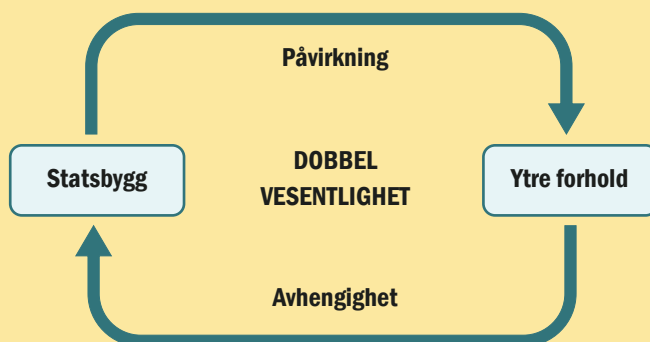 Påvirkning
Statsbygg
DOBBEL
VESENTLIGHET
Ytre forhold
Avhengighet